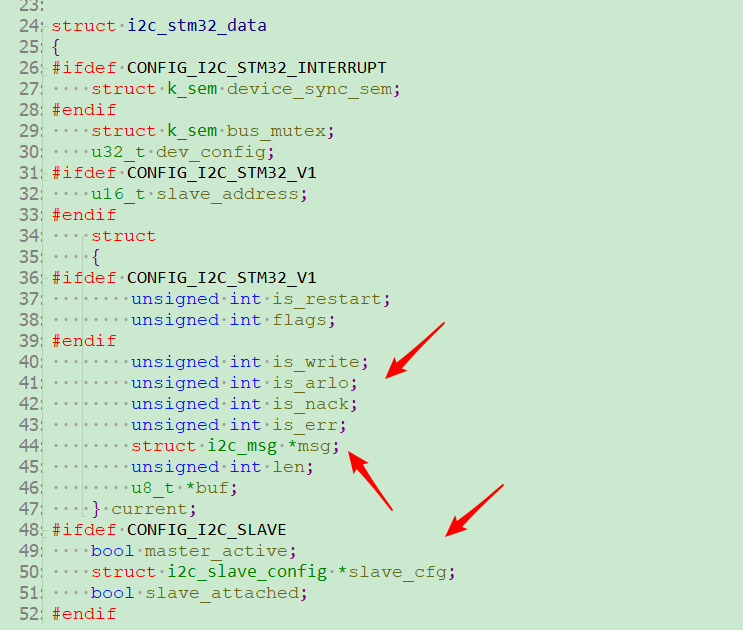 23:
24: struct i2c_stm32_data
25: {
26: #ifdef CONFIG_I2C_STM32_INTERRUPT
27: ····struct k_sem device_sync_sem;
28: #endif
29: ····struct k_sem bus_mutex;
30: ····u32_t dev_config;
31: #ifdef CONFIG_I2C_STM32_V1
32: ····u16_t slave_address;
33: #endif
34: ····struct
35: ····{
36: #ifdef CONFIG_I2C_STM32_V1
37: ········unsigned int is_restart;
38: ········unsigned int flags;
39: #endif
40: ········unsigned int is_write;
41: ········unsigned int is_arlo;
42: ········unsigned int is_nack;
43: ········unsigned int is_err;
44: ········struct i2c_msg *msg;
45: ········unsigned int len;
46: ········u8_t *buf;
47: ····} current;
48: #ifdef CONFIG_I2C_SLAVE
49: ····bool master_active;
50: ····struct i2c_slave_config *slave_cfg;
51: ····bool slave_attached;
52: #endif